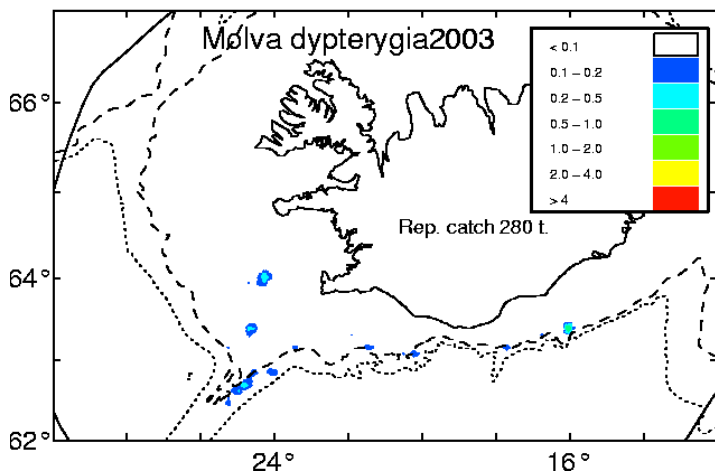 Molva dypterygia2003
< 0.1
0.1 – 0.2
0.2 – 0.5
0.5 – 1.0
1.0 – 2.0
2.0 – 4.0
> 4
66°
Rep. catch 280 t.
64°
62°
24°
16°